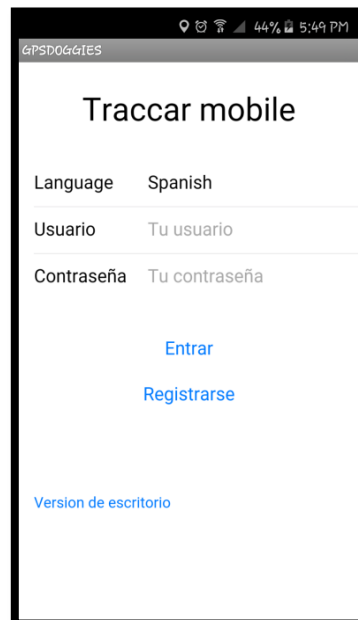 44% 5:49 PM
GPSDOGGIES
Traccar mobile
Language Spanish
Usuario Tu usuario
Contraseña Tu contraseña
Entrar
Registrarse
Version de escritorio